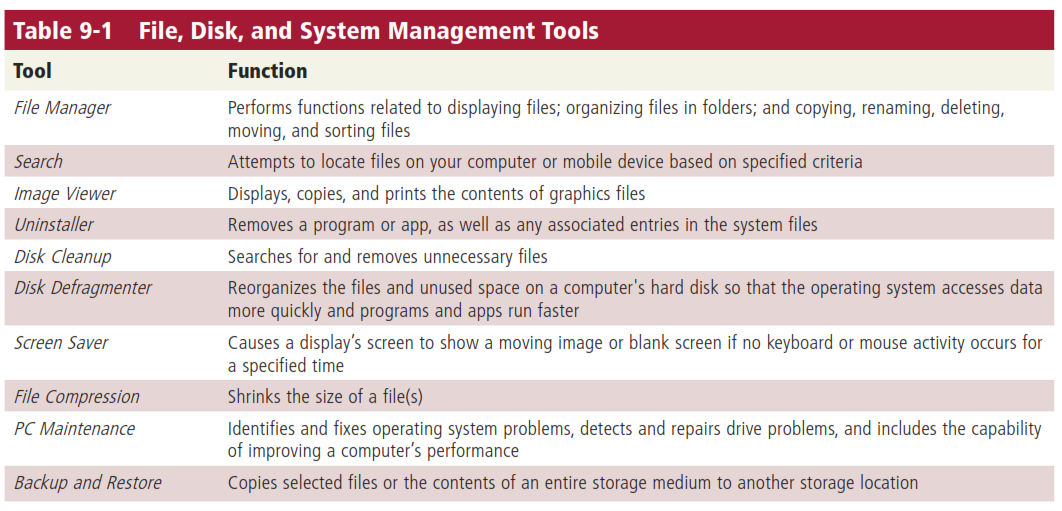 Table 9-1 File, Disk, and System Management Tools
Tool Function
File Manager Performs functions related to displaying files; organizing files in folders; and copying, renaming, deleting,
moving, and sorting files
Search Attempts to locate files on your computer or mobile device based on specified criteria
Image Viewer Displays, copies, and prints the contents of graphics files
Uninstaller Removes a program or app, as well as any associated entries in the system files
Disk Cleanup Searches for and removes unnecessary files
Disk Defragmenter Reorganizes the files and unused space on a computer's hard disk so that the operating system accesses data
more quickly and programs and apps run faster
Screen Saver Causes a display’s screen to show a moving image or blank screen if no keyboard or mouse activity occurs for
a specified time
File Compression Shrinks the size of a file(s)
PC Maintenance Identifies and fixes operating system problems, detects and repairs drive problems, and includes the capability
of improving a computer’s performance
Backup and Restore Copies selected files or the contents of an entire storage medium to another storage location